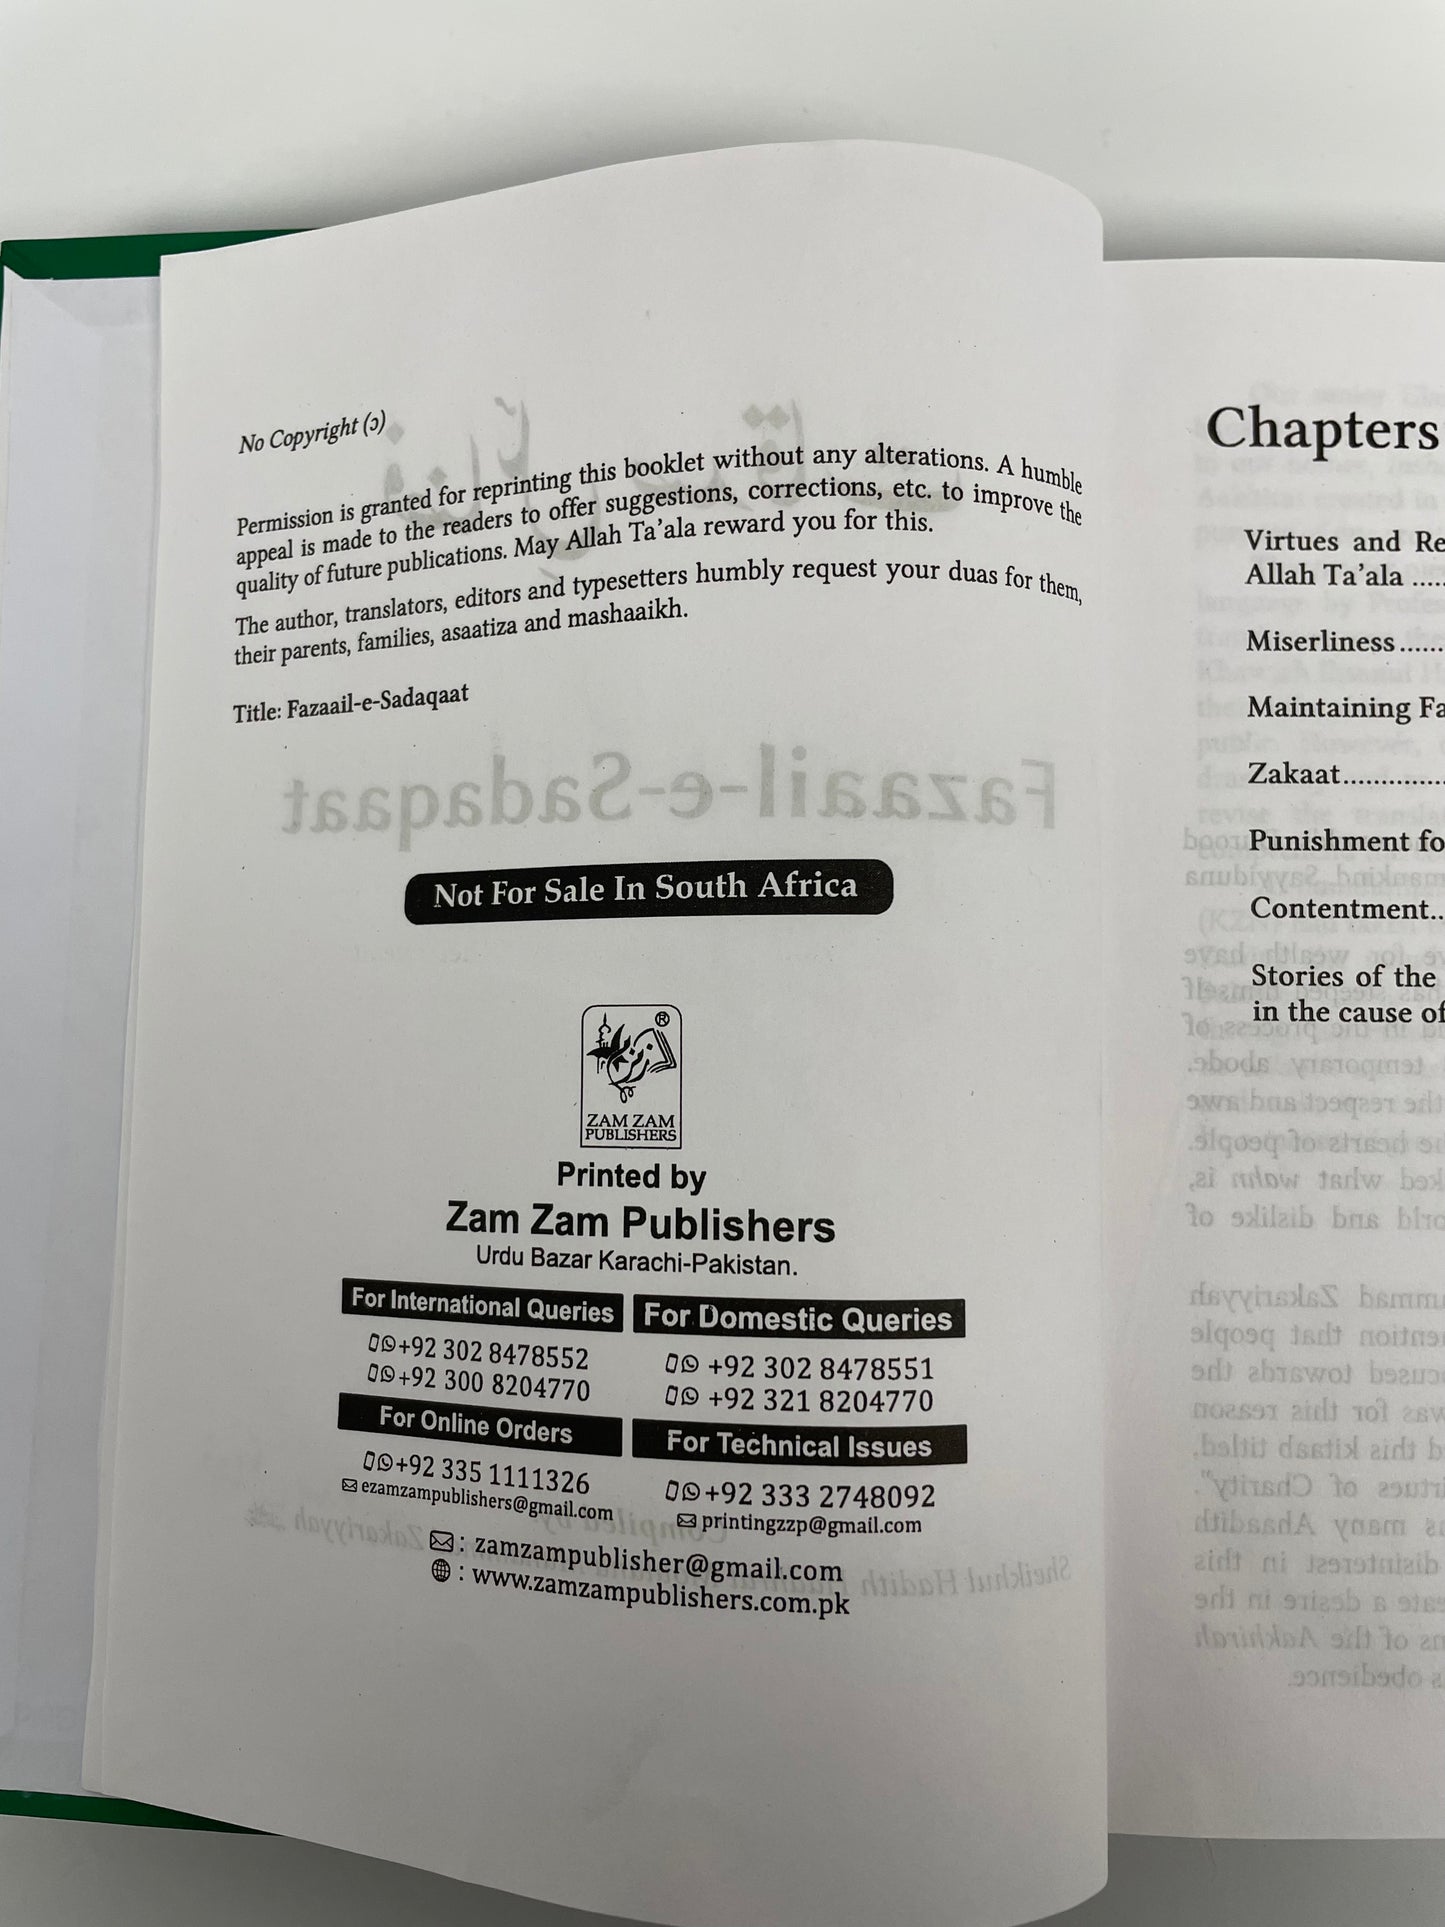 No Copyright (ɔ)
Permission is granted for reprinting this booklet without any alterations. A humble
appeal is made to the readers to offer suggestions, corrections, etc. to improve the
quality of future publications. May Allah Ta’ala reward you for this.
The author, translators, editors and typesetters humbly request your duas for them,
their parents, families, asaatiza and mashaaikh.
Title: Fazaail-e-Sadaqaat
Fazaail-e-Sadaqaat
Not For Sale In South Africa
®
ZAM ZAM
PUBLISHERS
Printed by
Zam Zam Publishers
Urdu Bazar Karachi-Pakistan.
For International Queries
+92 302 8478552
+92 300 8204770
For Domestic Queries
+92 302 8478551
+92 321 8204770
For Online Orders
+92 335 1111326
ezamzampublishers@gmail.com
For Technical Issues
+92 333 2748092
printingzzp@gmail.com
: zamzampublisher@gmail.com
: www.zamzampublishers.com.pk
Chapters
Virtues and Re
Allah Ta’ala .....
Miserliness......
Maintaining Fa
Zakaat..............
Punishment fo
Contentment..
Stories of the
in the cause of